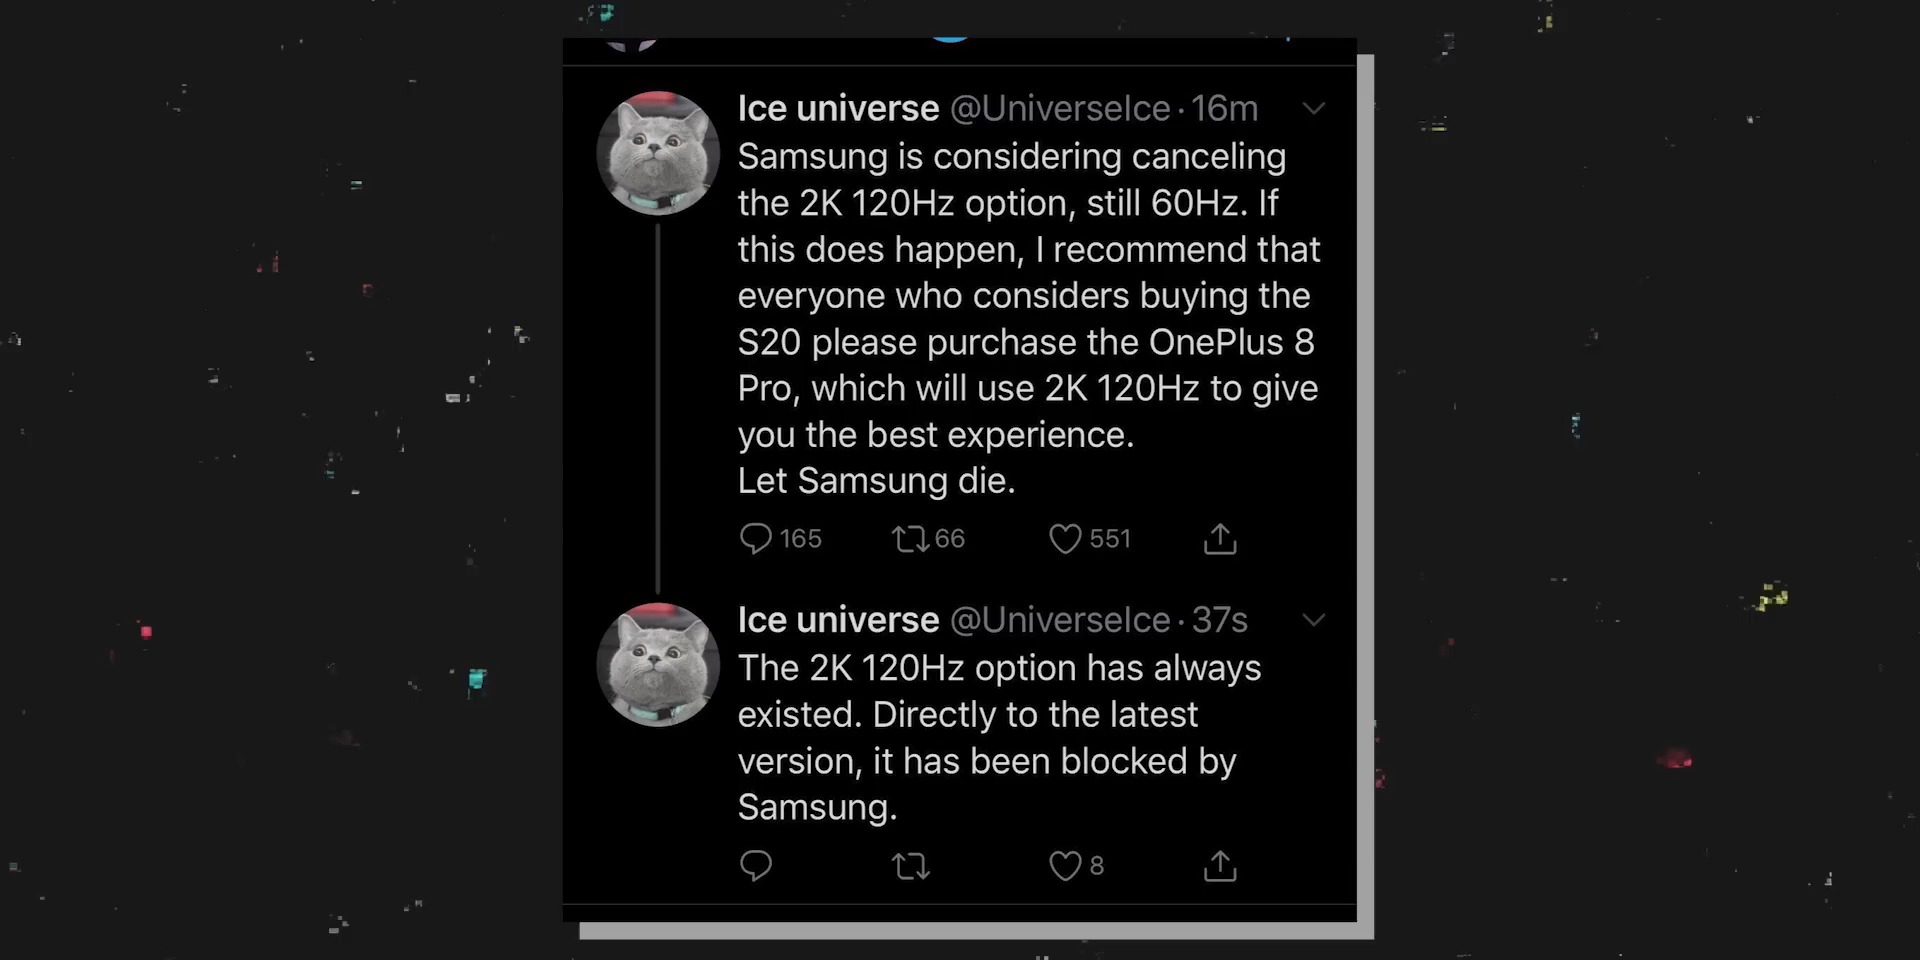 Ice universe @UniverseIce · 16m
Samsung is considering canceling
the 2K 120Hz option, still 60Hz. If
this does happen, I recommend that
everyone who considers buying the
S20 please purchase the OnePlus 8
Pro, which will use 2K 120Hz to give
you the best experience.
Let Samsung die.
165 66 551
Ice universe @UniverseIce · 37s
The 2K 120Hz option has always
existed. Directly to the latest
version, it has been blocked by
Samsung.
8